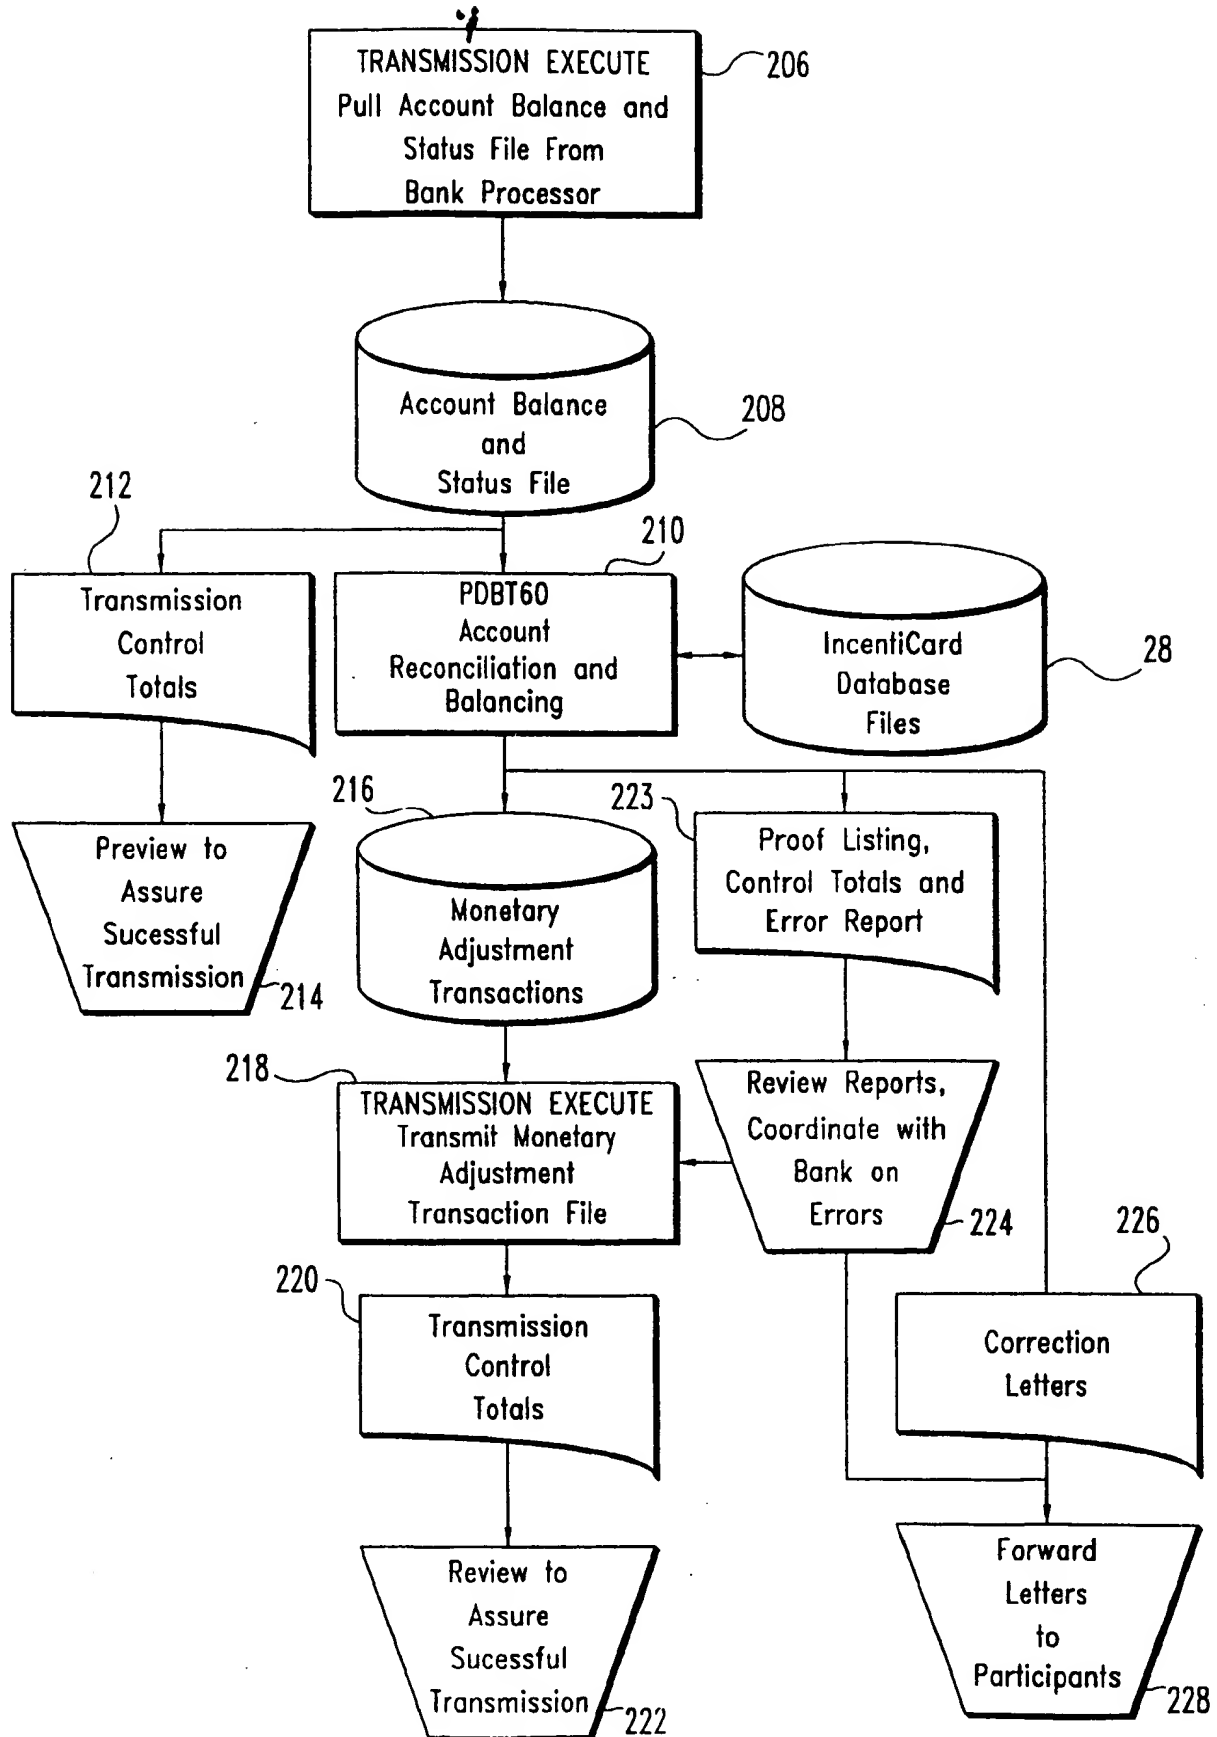 TRANSMISSION EXECUTE
Pull Account Balance and
Status File From
Bank Processor
206
Account Balance
and
Status File
208
212
Transmission
Control
Totals
210
PDBT60
Account
Reconciliation and
Balancing
IncentiCard
Database
Files
28
Preview to
Assure
Sucessful
Transmission
214
216
Monetary
Adjustment
Transactions
223
Proof Listing,
Control Totals and
Error Report
218
TRANSMISSION EXECUTE
Transmit Monetary
Adjustment
Transaction File
Review Reports,
Coordinate with
Bank on
Errors
224
226
Correction
Letters
220
Transmission
Control
Totals
Review to
Assure
Sucessful
Transmission
222
Forward
Letters
to
Participants
228